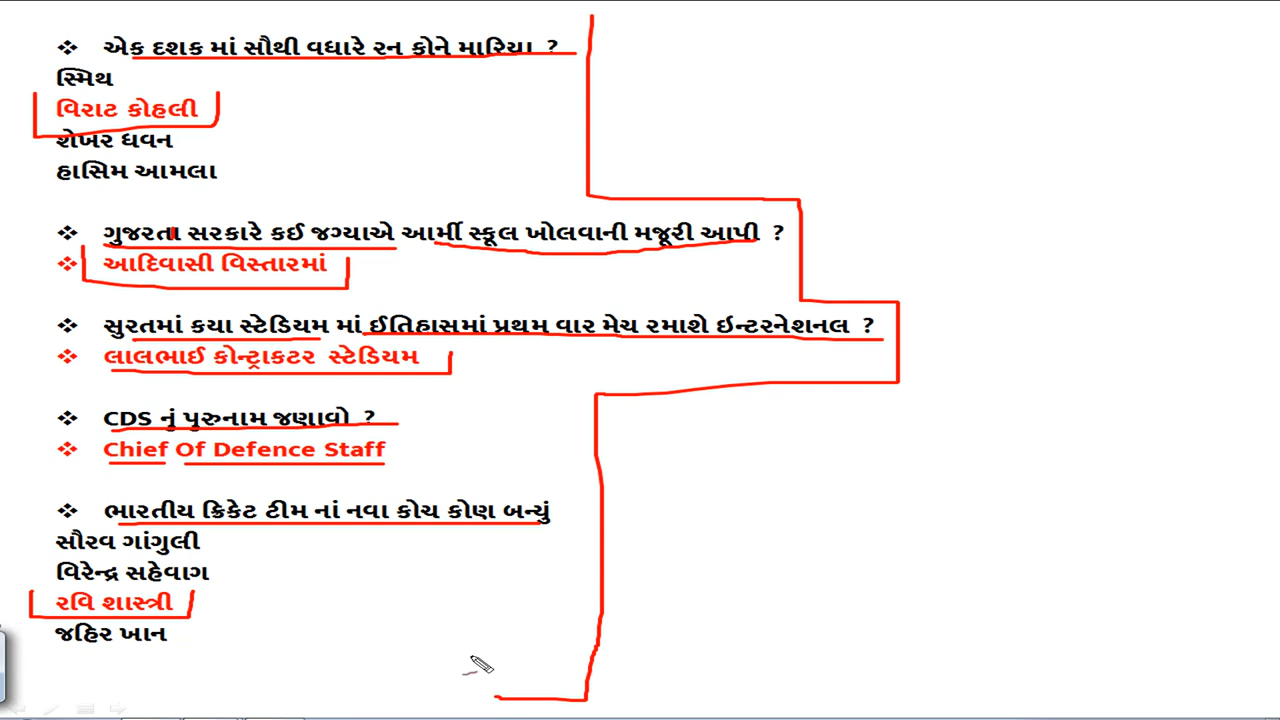 ❖ એક દશક માં સૌથી વધારે રન કોને મારિયા ?
સ્મિથ
વિરાટ કોહલી
શેખર ધવન
હાસિમ આમલા
❖ ગુજરતા સરકારે કઈ જગ્યાએ આર્મી સ્કૂલ ખોલવાની મજૂરી આપી ?
❖ આદિવાસી વિસ્તારમાં
❖ સુરતમાં કયા સ્ટેડિયમ માં ઈતિહાસમાં પ્રથમ વાર મેચ રમાશે ઇન્ટરનેશનલ ?
❖ લાલભાઈ કોન્ટ્રાકટર સ્ટેડિયમ
❖ CDS નું પુરુનામ જણાવો ?
❖ Chief Of Defence Staff
❖ ભારતીય ક્રિકેટ ટીમ નાં નવા કોચ કોણ બન્યું
સૌરવ ગાંગુલી
વિરેન્દ્ર સહેવાગ
રવિ શાસ્ત્રી
જહિર ખાન